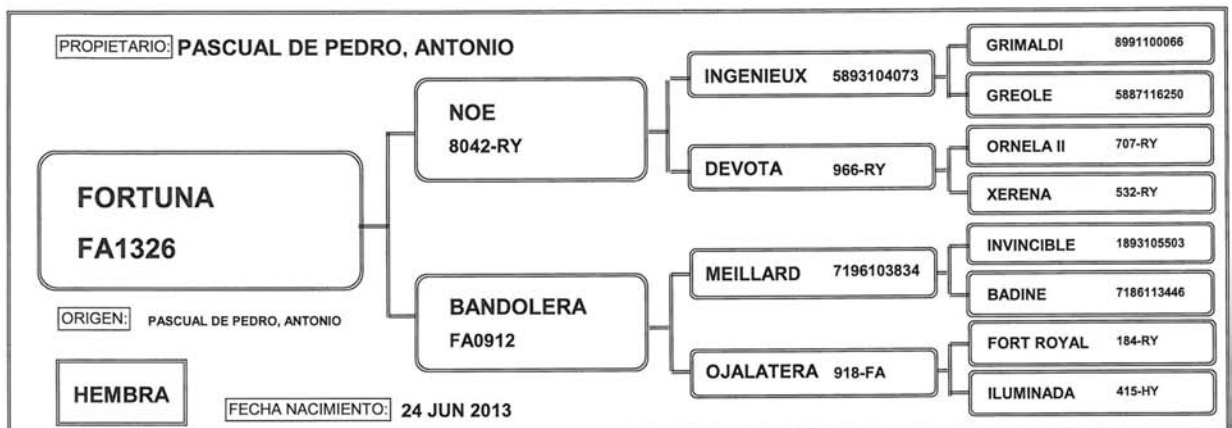 PROPIETARIO: PASCUAL DE PEDRO, ANTONIO
FORTUNA
FA1326
ORIGEN: PASCUAL DE PEDRO, ANTONIO
HEMBRA
FECHA NACIMIENTO: 24 JUN 2013
NOE
8042-RY
BANDOLERA
FA0912
INGENIEUX 5893104073
DEVOTA 966-RY
MEILLARD 7196103834
OJALATERA 918-FA
GRIMALDI 8991100066
GREOLE 5887116250
ORNELA II 707-RY
XERENA 532-RY
INVINCIBLE 1893105503
BADINE 7186113446
FORT ROYAL 184-RY
ILUMINADA 415-HY